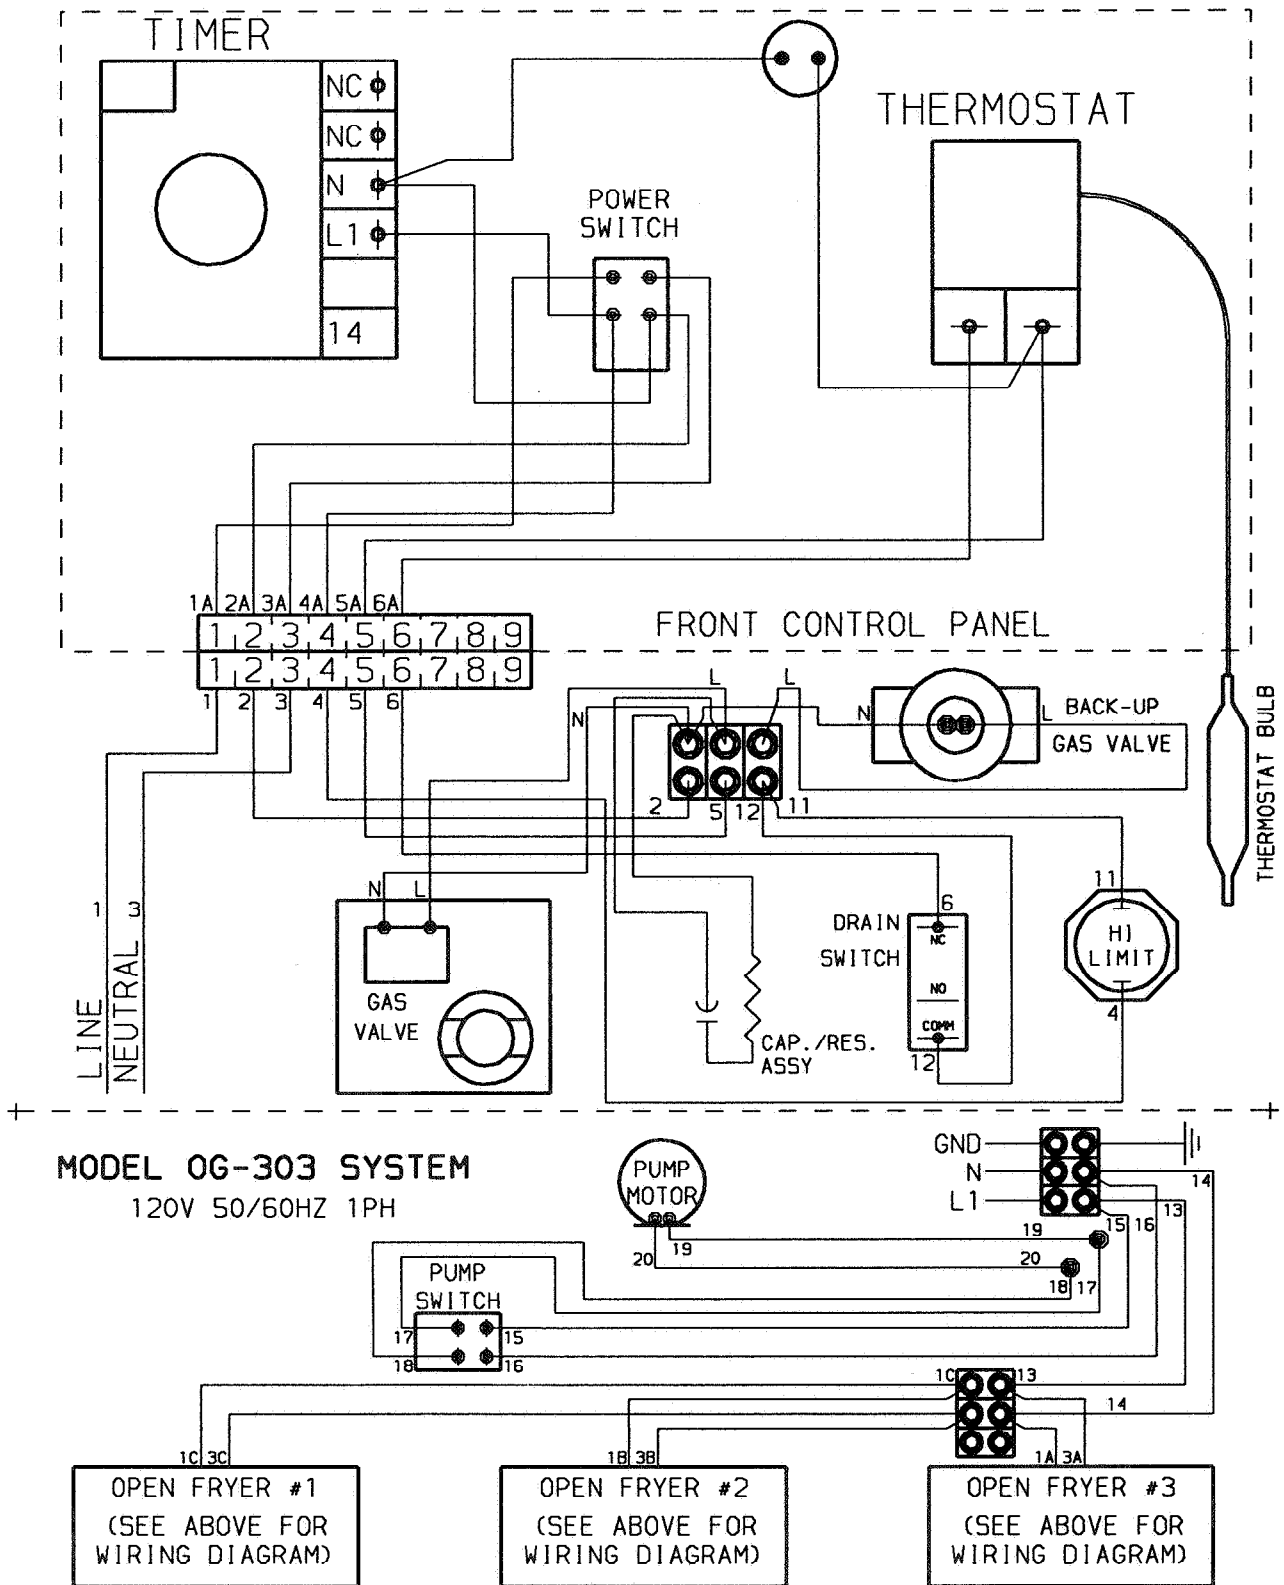 TIMER
NC
NC
N
L1
14
POWER
SWITCH
THERMOSTAT
1A 2A 3A 4A 5A 6A
1 2 3 4 5 6 7 8 9
1 2 3 4 5 6 7 8 9
1 2 3 4 5 6
FRONT CONTROL PANEL
N
L
L
N
L
BACK-UP
GAS VALVE
THERMOSTAT BULB
2 5 12 11
1 3
LINE
NEUTRAL
N L
GAS
VALVE
CAP./RES.
ASSY
DRAIN
SWITCH
6
NC
NO
COMM
12
11
HI
LIMIT
4
MODEL OG-303 SYSTEM
120V 50/60HZ 1PH
PUMP
MOTOR
GND
N
L1
14
13
15 16
19
19
20
20
18 17
PUMP
SWITCH
17 15
18 16
1C 13
14
1C 3C
1B 3B
1A 3A
OPEN FRYER #1
(SEE ABOVE FOR
WIRING DIAGRAM)
OPEN FRYER #2
(SEE ABOVE FOR
WIRING DIAGRAM)
OPEN FRYER #3
(SEE ABOVE FOR
WIRING DIAGRAM)